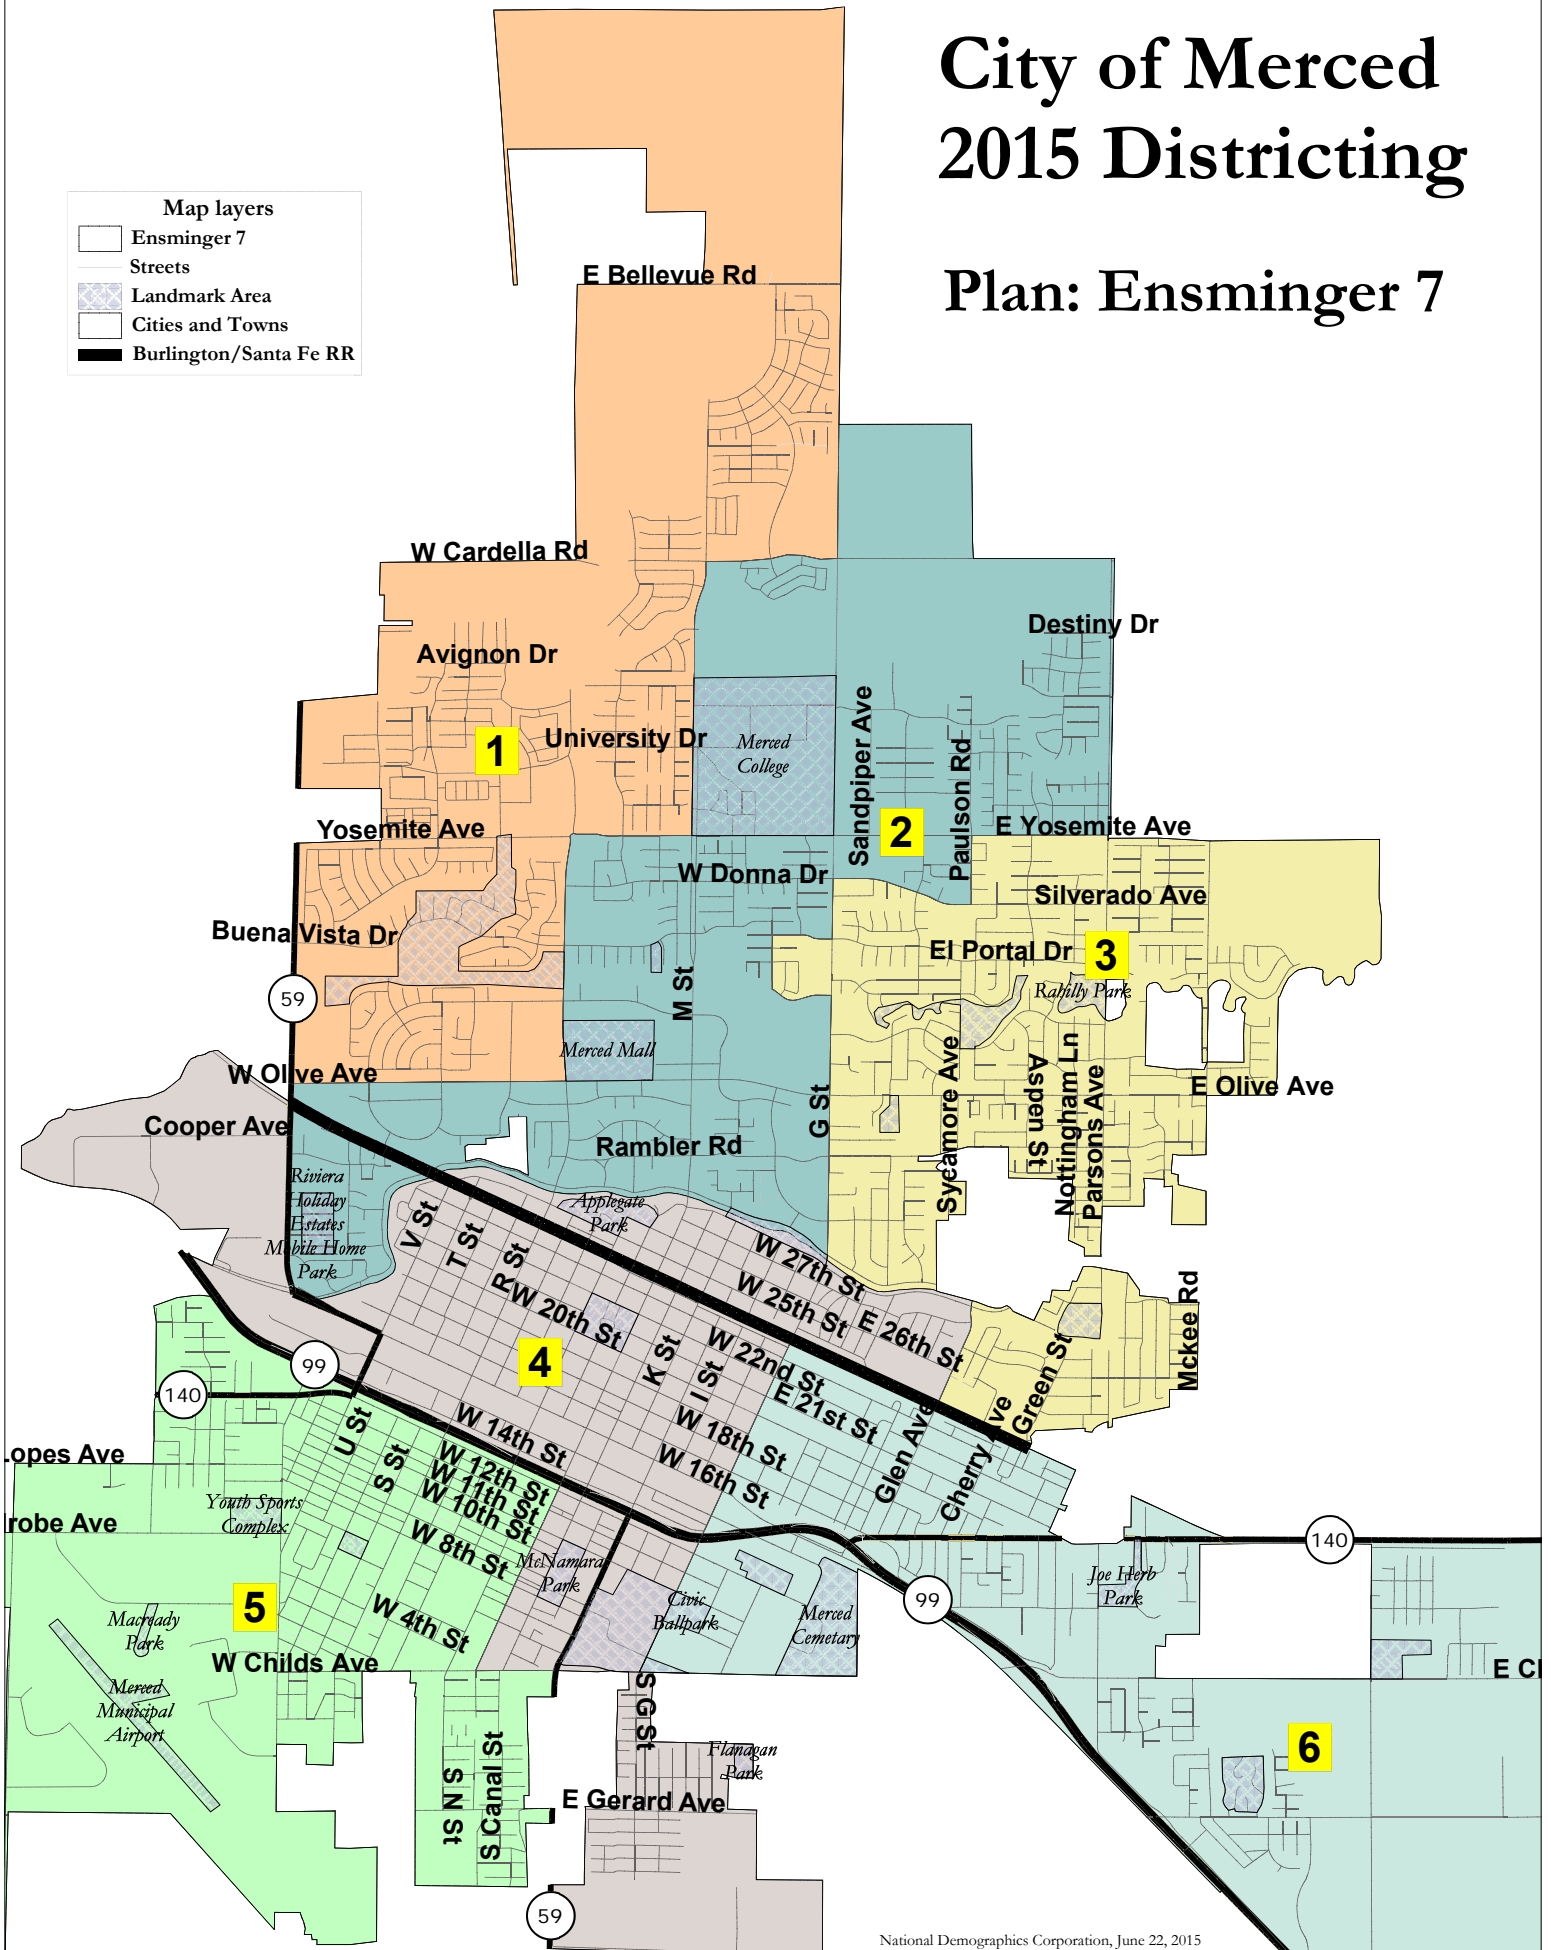 City of Merced
2015 Districting
Plan: Ensminger 7
Map layers
Ensminger 7
Streets
Landmark Area
Cities and Towns
Burlington/Santa Fe RR
E Bellevue Rd
W Cardella Rd
Destiny Dr
Avignon Dr
University Dr
1
Merced
College
Sandpiper Ave
Paulson Rd
2
Yosemite Ave
E Yosemite Ave
W Donna Dr
Silverado Ave
Buena Vista Dr
El Portal Dr
3
Rahilly Park
59
M St
Merced Mall
W Olive Ave
E Olive Ave
G St
Sycamore Ave
Aspen St
Nottingham Ln
Parsons Ave
Cooper Ave
Rambler Rd
Riviera
Holiday
Estates
Mobile Home
Park
Applegate
Park
V St
T St
R St
W 27th St
W 25th St
E 26th St
W 20th St
W 22nd St
E 21st St
K St
I St
4
Mckee Rd
Green St
99
140
W 14th St
W 18th St
W 16th St
Glen Ave
Cherry Ave
U St
S St
W 12th St
W 11th St
W 10th St
W 8th St
W 4th St
Lopes Ave
Youth Sports
Complex
robe Ave
140
McNamara
Park
Civic
Ballpark
Merced
Cemetary
99
Joe Herb
Park
5
Macready
Park
W Childs Ave
E Cl
Merced
Municipal
Airport
S G St
Flanagan
Park
6
S N St
S Canal St
E Gerard Ave
59
National Demographics Corporation, June 22, 2015